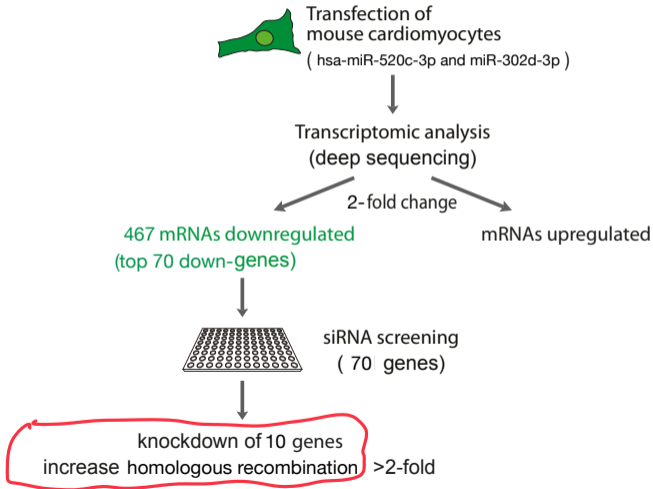 Transfection of
mouse cardiomyocytes
( hsa-miR-520c-3p and miR-302d-3p )
Transcriptomic analysis
(deep sequencing)
2-fold change
467 mRNAs downregulated
(top 70 down-genes)
mRNAs upregulated
siRNA screening
( 70 genes)
knockdown of 10 genes
increase homologous recombination >2-fold